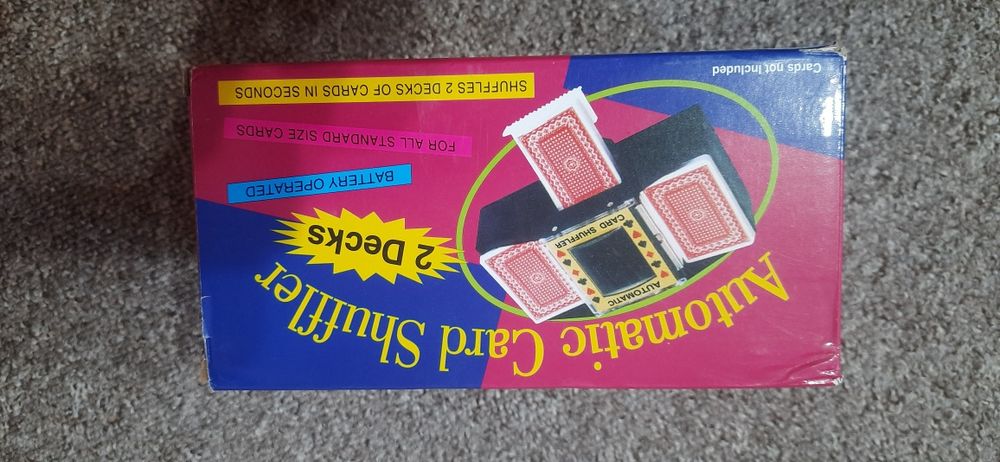 Automatic Card Shuffler
2 Decks
AUTOMATIC
CARD SHUFFLER
BATTERY OPERATED
FOR ALL STANDARD SIZE CARDS
SHUFFLES 2 DECKS OF CARDS IN SECONDS
Cards not included